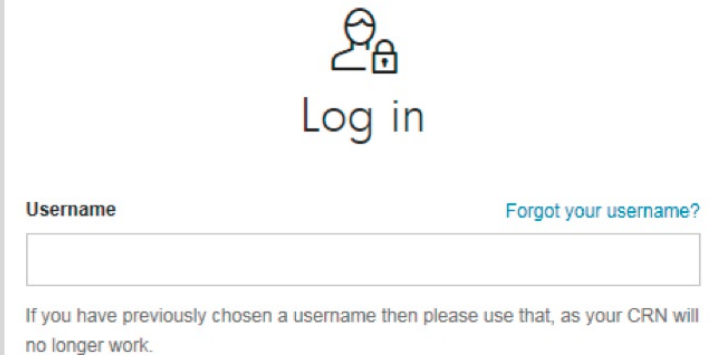 Log in
Username
Forgot your username?
If you have previously chosen a username then please use that, as your CRN will
no longer work.